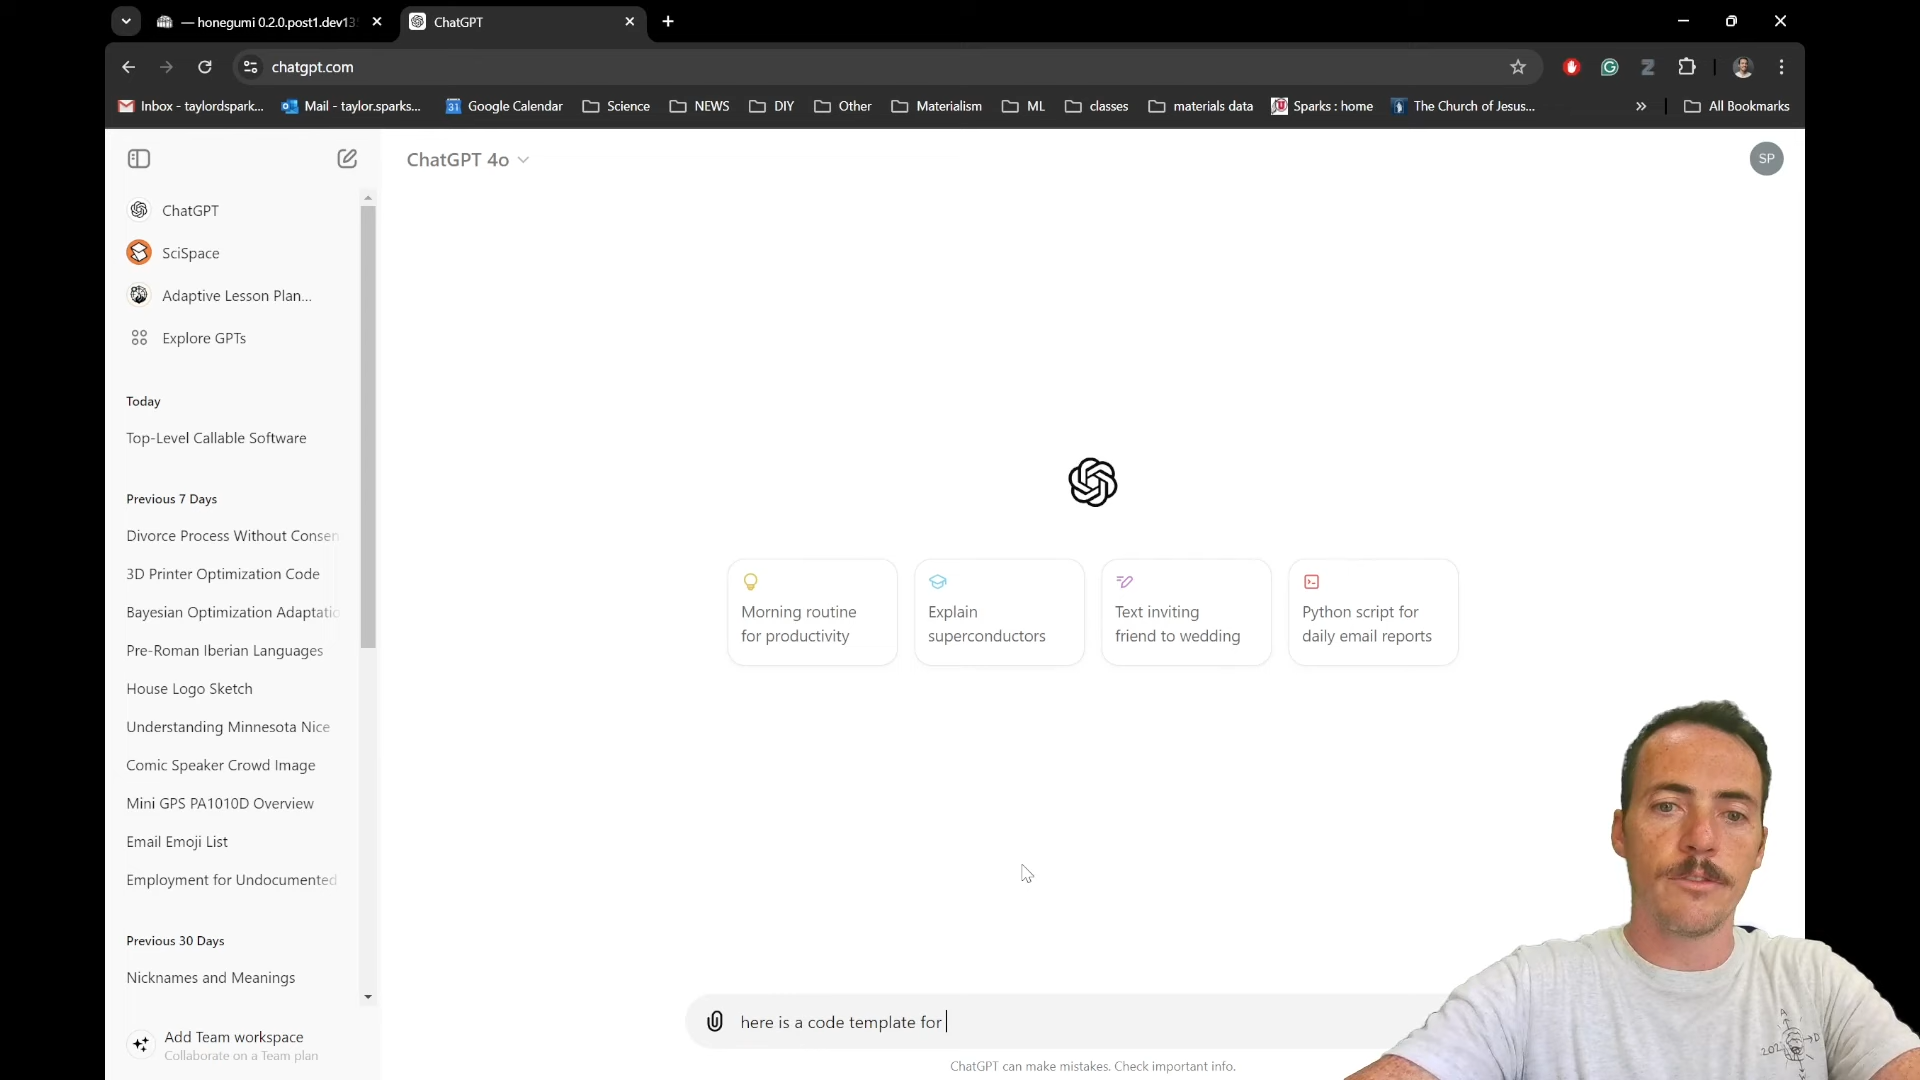 — honegumi 0.2.0.post1.dev13
ChatGPT
chatgpt.com
Inbox - taylordspark...
Mail - taylor.sparks...
Google Calendar
Science
NEWS
DIY
Other
Materialism
ML
classes
materials data
Sparks : home
The Church of Jesus...
»
All Bookmarks
ChatGPT 4o
SP
ChatGPT
SciSpace
Adaptive Lesson Plan...
Explore GPTs
Today
Top-Level Callable Software
Previous 7 Days
Divorce Process Without Consen
3D Printer Optimization Code
Bayesian Optimization Adaptatio
Pre-Roman Iberian Languages
House Logo Sketch
Understanding Minnesota Nice
Comic Speaker Crowd Image
Mini GPS PA1010D Overview
Email Emoji List
Employment for Undocumented
Previous 30 Days
Nicknames and Meanings
Add Team workspace
Collaborate on a Team plan
Morning routine
for productivity
Explain
superconductors
Text inviting
friend to wedding
Python script for
daily email reports
here is a code template for
ChatGPT can make mistakes. Check important info.